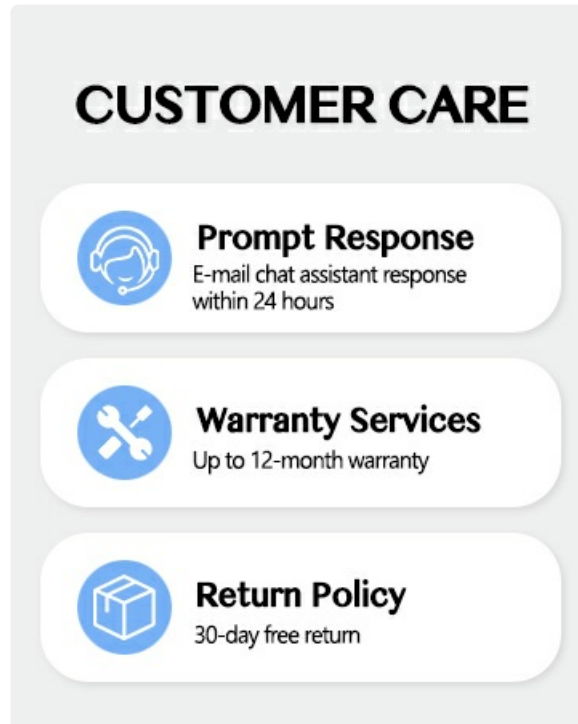 CUSTOMER CARE
Prompt Response
E-mail chat assistant response
within 24 hours
Warranty Services
Up to 12-month warranty
Return Policy
30-day free return